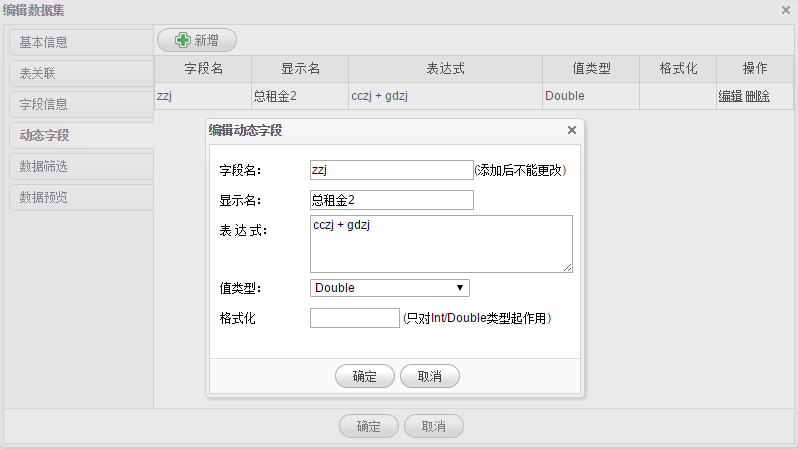 编辑数据集
基本信息
表关联
字段信息
动态字段
数据筛选
数据预览
新增
字段名 显示名 表达式 值类型 格式化 操作
zzj 总租金2 cczj + gdzj Double 编辑 删除
编辑动态字段
字段名： zzj (添加后不能更改)
显示名： 总租金2
表 达 式： cczj + gdzj
值类型： Double
格式化 (只对Int/Double类型起作用)
确定 取消
确定 取消